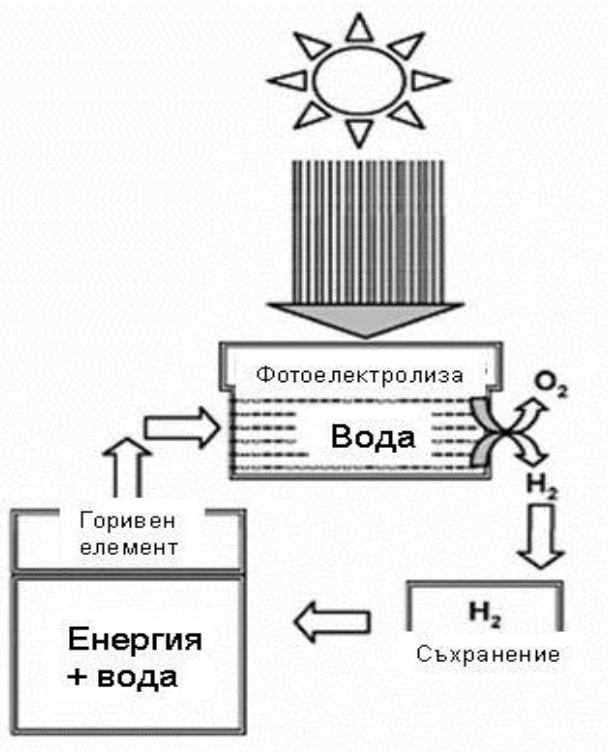 Фотоелектролиза
Вода
O₂
H₂
Горивен
елемент
Енергия
+ вода
H₂
Съхранение